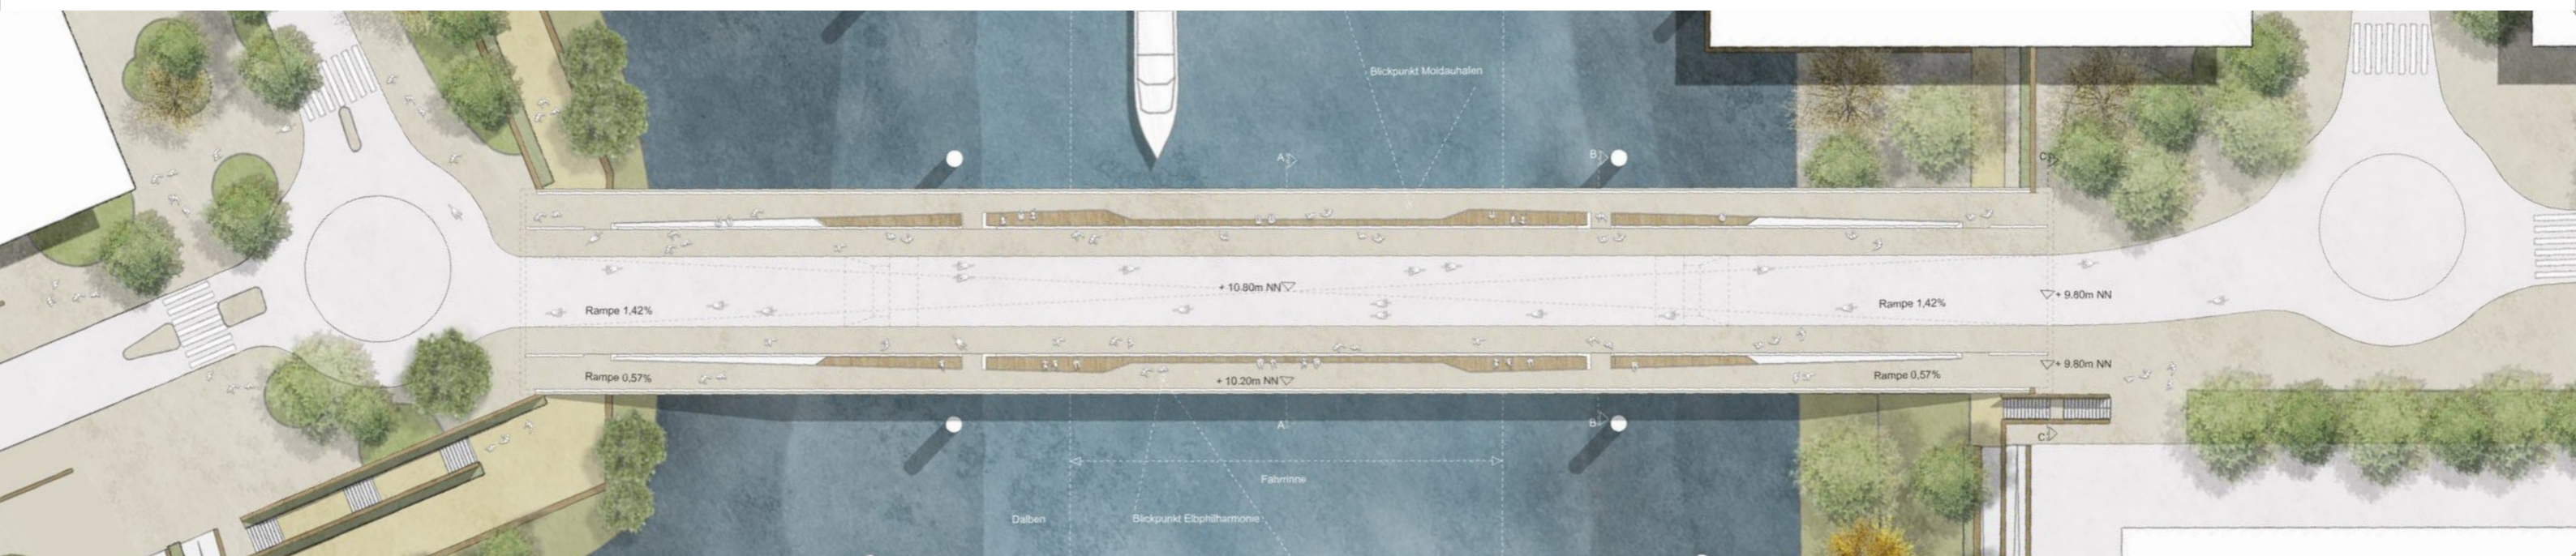 Blickpunkt Moldauhafen
A
B
C
+ 10.80m NN
Rampe 1,42%
Rampe 1,42%
+ 9.80m NN
Rampe 0,57%
+ 10.20m NN
Rampe 0,57%
+ 9.80m NN
A
B
C
Fahrrinne
Dalben
Blickpunkt Elbphilharmonie